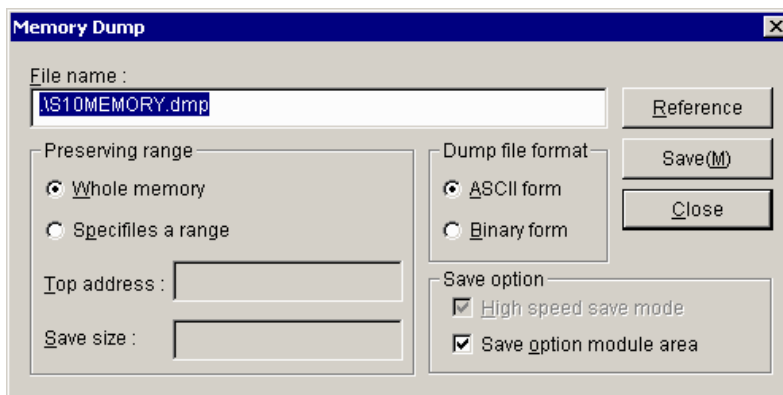 Memory Dump
File name :
.\S10MEMORY.dmp
Reference
Preserving range
Whole memory
Specifiles a range
Top address :
Save size :
Dump file format
ASCII form
Binary form
Save(M)
Close
Save option
High speed save mode
Save option module area